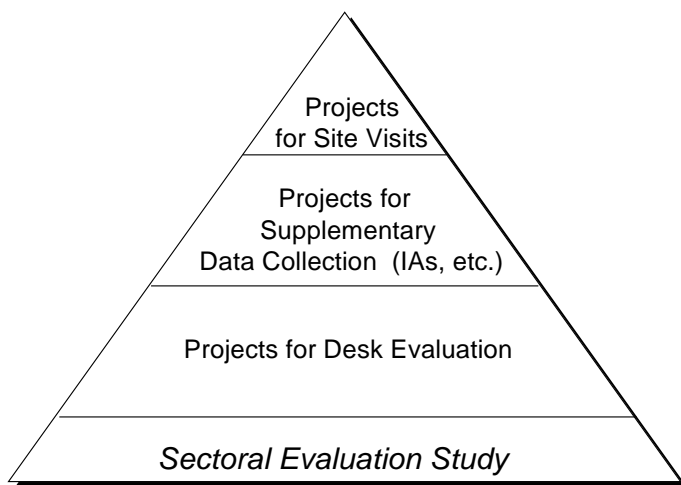 Projects
for Site Visits
Projects for
Supplementary
Data Collection (IAs, etc.)
Projects for Desk Evaluation
Sectoral Evaluation Study